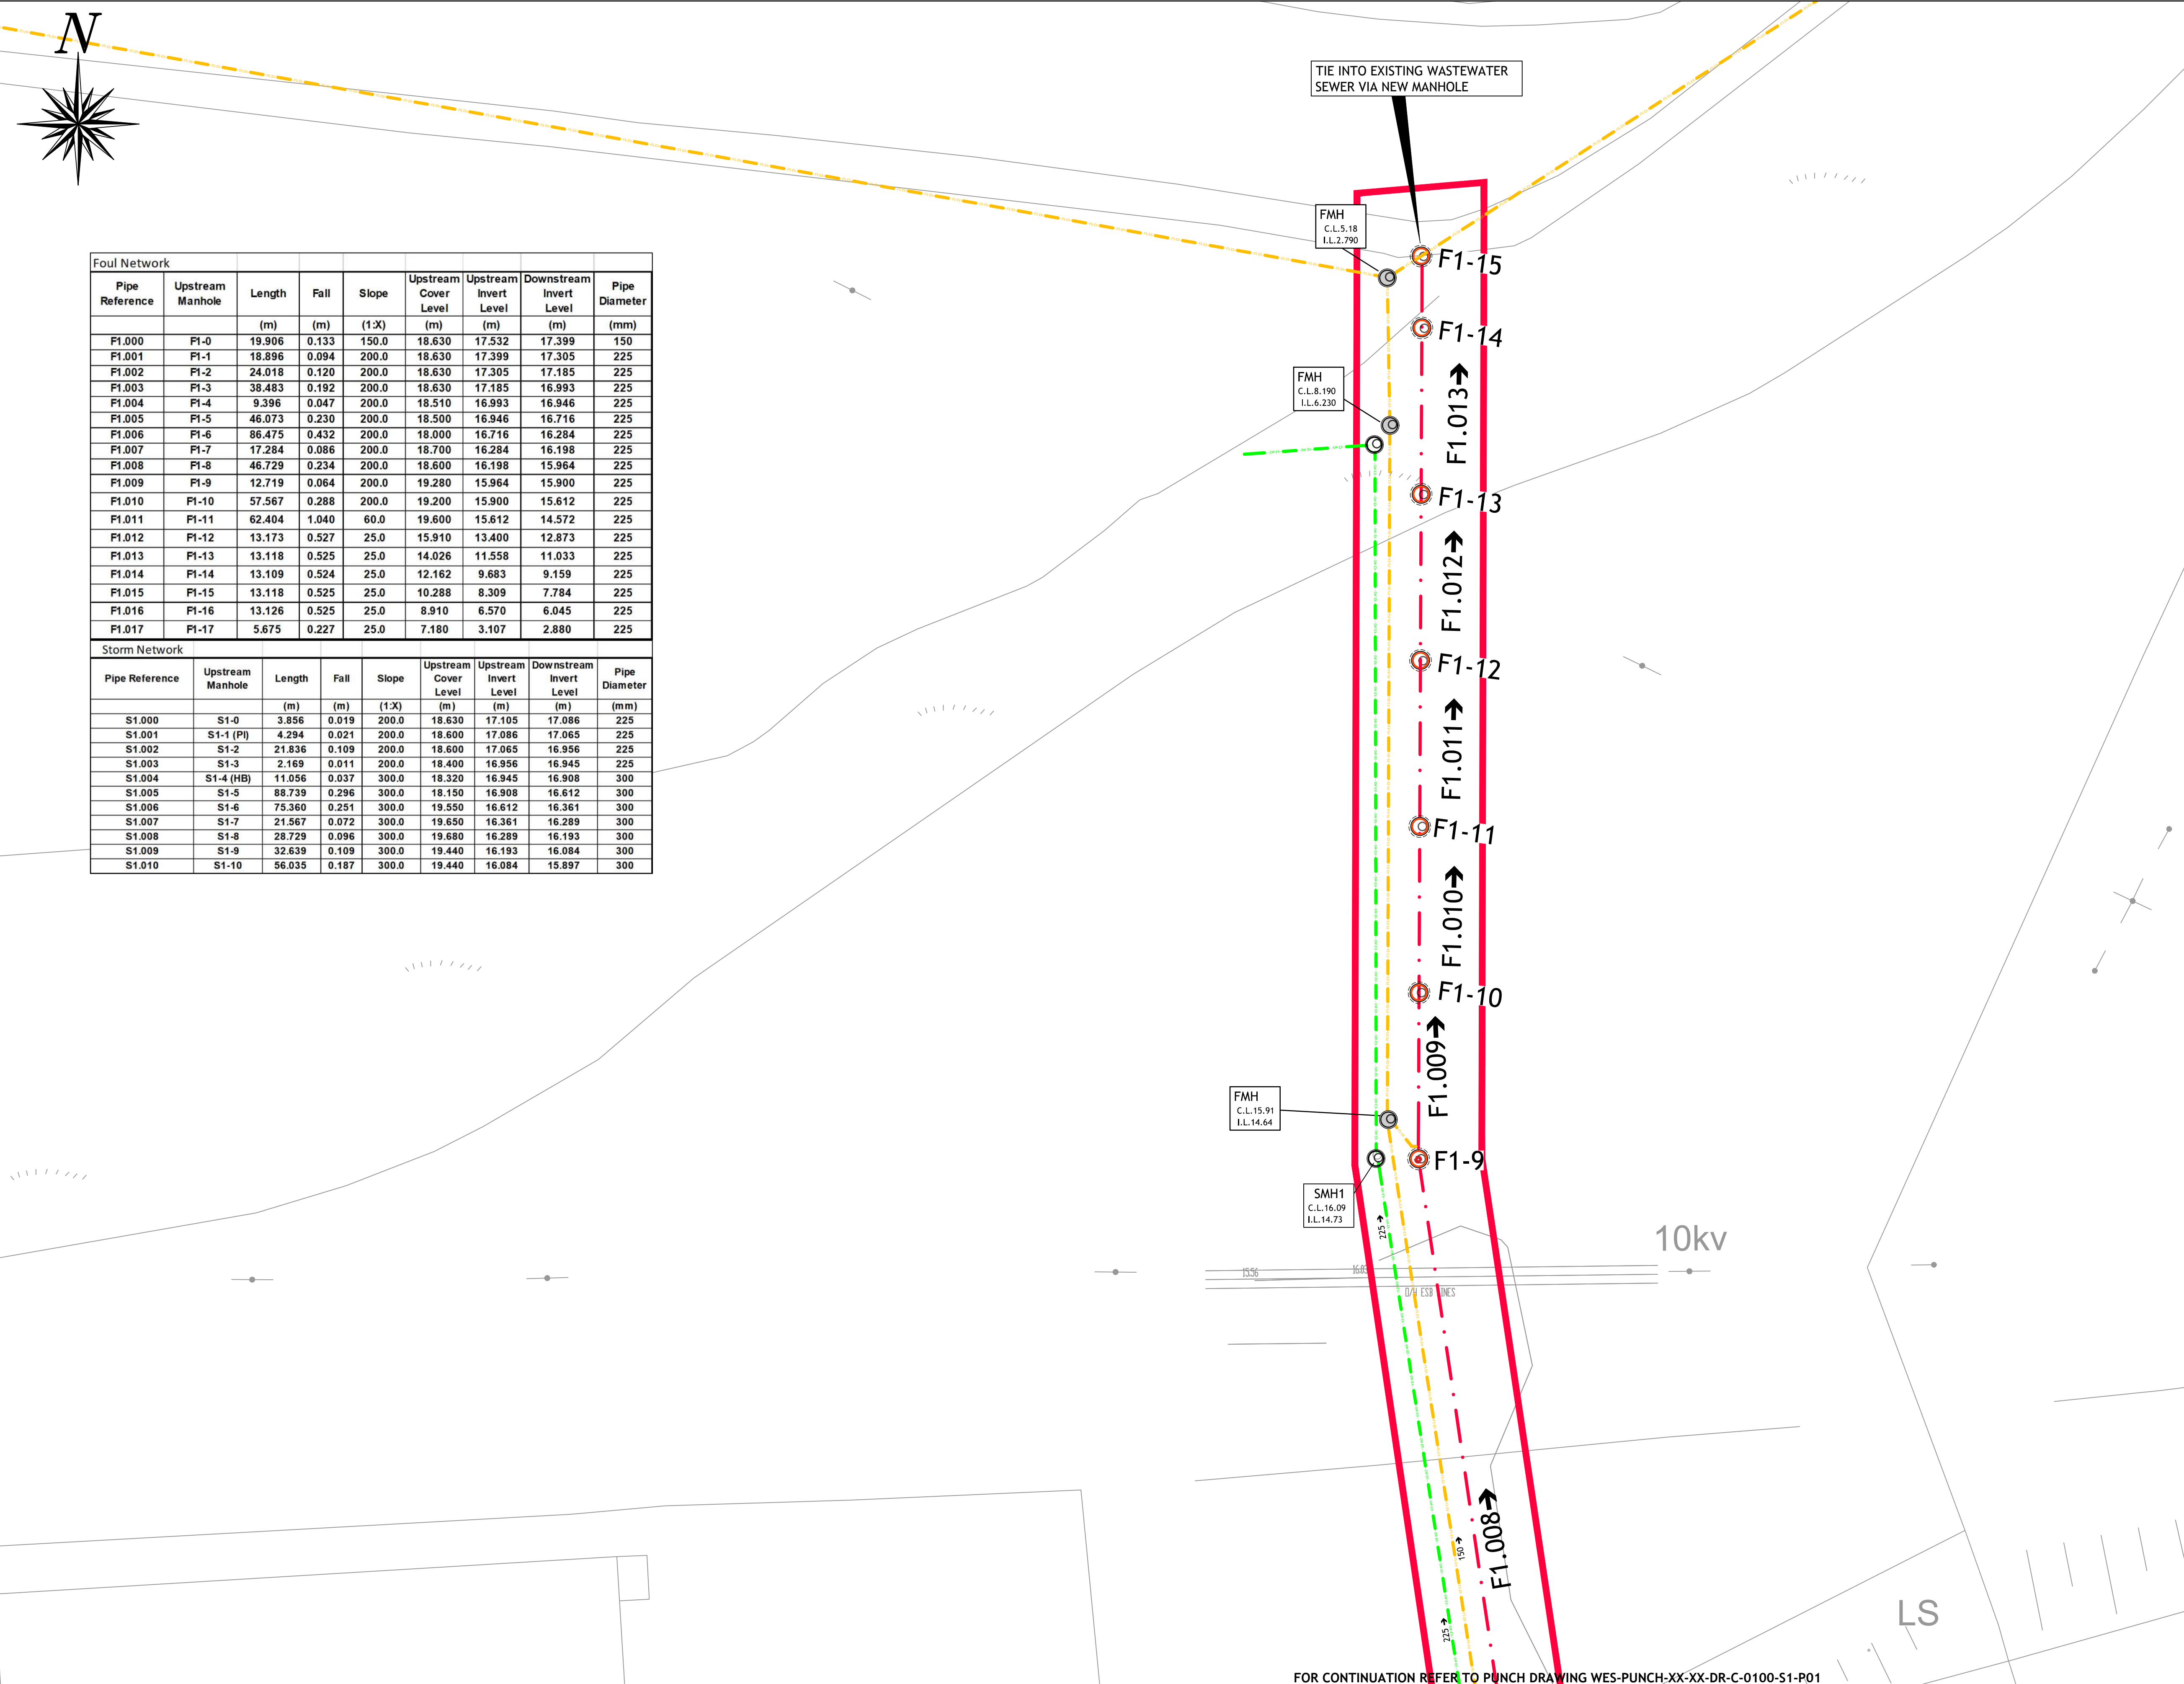 N
TIE INTO EXISTING WASTEWATER
SEWER VIA NEW MANHOLE
FMH
C.L.5.18
I.L.2.790
F1-15
F1-14
FMH
C.L.8.190
I.L.6.230
F1.013
F1-13
F1.012
F1-12
F1.011
F1-11
F1.010
F1-10
F1.009
FMH
C.L.15.91
I.L.14.64
F1-9
SMH1
C.L.16.09
I.L.14.73
225
10kv
15.56
O/H ESB LINES
F1.008
150
225
LS
FOR CONTINUATION REFER TO PUNCH DRAWING WES-PUNCH-XX-XX-DR-C-0100-S1-P01
Foul Network
Pipe Reference Upstream Manhole Length Fall Slope Upstream Cover Level Upstream Invert Level Downstream Invert Level Pipe Diameter
(m) (m) (1:X) (m) (m) (m) (mm)
F1.000 F1-0 19.906 0.133 150.0 18.630 17.532 17.399 150
F1.001 F1-1 18.896 0.094 200.0 18.630 17.399 17.305 225
F1.002 F1-2 24.018 0.120 200.0 18.630 17.305 17.185 225
F1.003 F1-3 38.483 0.192 200.0 18.630 17.185 16.993 225
F1.004 F1-4 9.396 0.047 200.0 18.510 16.993 16.946 225
F1.005 F1-5 46.073 0.230 200.0 18.500 16.946 16.716 225
F1.006 F1-6 86.475 0.432 200.0 18.000 16.716 16.284 225
F1.007 F1-7 17.284 0.086 200.0 18.700 16.284 16.198 225
F1.008 F1-8 46.729 0.234 200.0 18.600 16.198 15.964 225
F1.009 F1-9 12.719 0.064 200.0 19.280 15.964 15.900 225
F1.010 F1-10 57.567 0.288 200.0 19.200 15.900 15.612 225
F1.011 F1-11 62.404 1.040 60.0 19.600 15.612 14.572 225
F1.012 F1-12 13.173 0.527 25.0 15.910 13.400 12.873 225
F1.013 F1-13 13.118 0.525 25.0 14.026 11.558 11.033 225
F1.014 F1-14 13.109 0.524 25.0 12.162 9.683 9.159 225
F1.015 F1-15 13.118 0.525 25.0 10.288 8.309 7.784 225
F1.016 F1-16 13.126 0.525 25.0 8.910 6.570 6.045 225
F1.017 F1-17 5.675 0.227 25.0 7.180 3.107 2.880 225
Storm Network
Pipe Reference Upstream Manhole Length Fall Slope Upstream Cover Level Upstream Invert Level Downstream Invert Level Pipe Diameter
(m) (m) (1:X) (m) (m) (m) (mm)
S1.000 S1-0 3.856 0.019 200.0 18.630 17.105 17.086 225
S1.001 S1-1 (PI) 4.294 0.021 200.0 18.600 17.086 17.065 225
S1.002 S1-2 21.836 0.109 200.0 18.600 17.065 16.956 225
S1.003 S1-3 2.169 0.011 200.0 18.400 16.956 16.945 225
S1.004 S1-4 (HB) 11.056 0.037 300.0 18.320 16.945 16.908 300
S1.005 S1-5 88.739 0.296 300.0 18.150 16.908 16.612 300
S1.006 S1-6 75.360 0.251 300.0 19.550 16.612 16.361 300
S1.007 S1-7 21.567 0.072 300.0 19.650 16.361 16.289 300
S1.008 S1-8 28.729 0.096 300.0 19.680 16.289 16.193 300
S1.009 S1-9 32.639 0.109 300.0 19.440 16.193 16.084 300
S1.010 S1-10 56.035 0.187 300.0 19.440 16.084 15.897 300